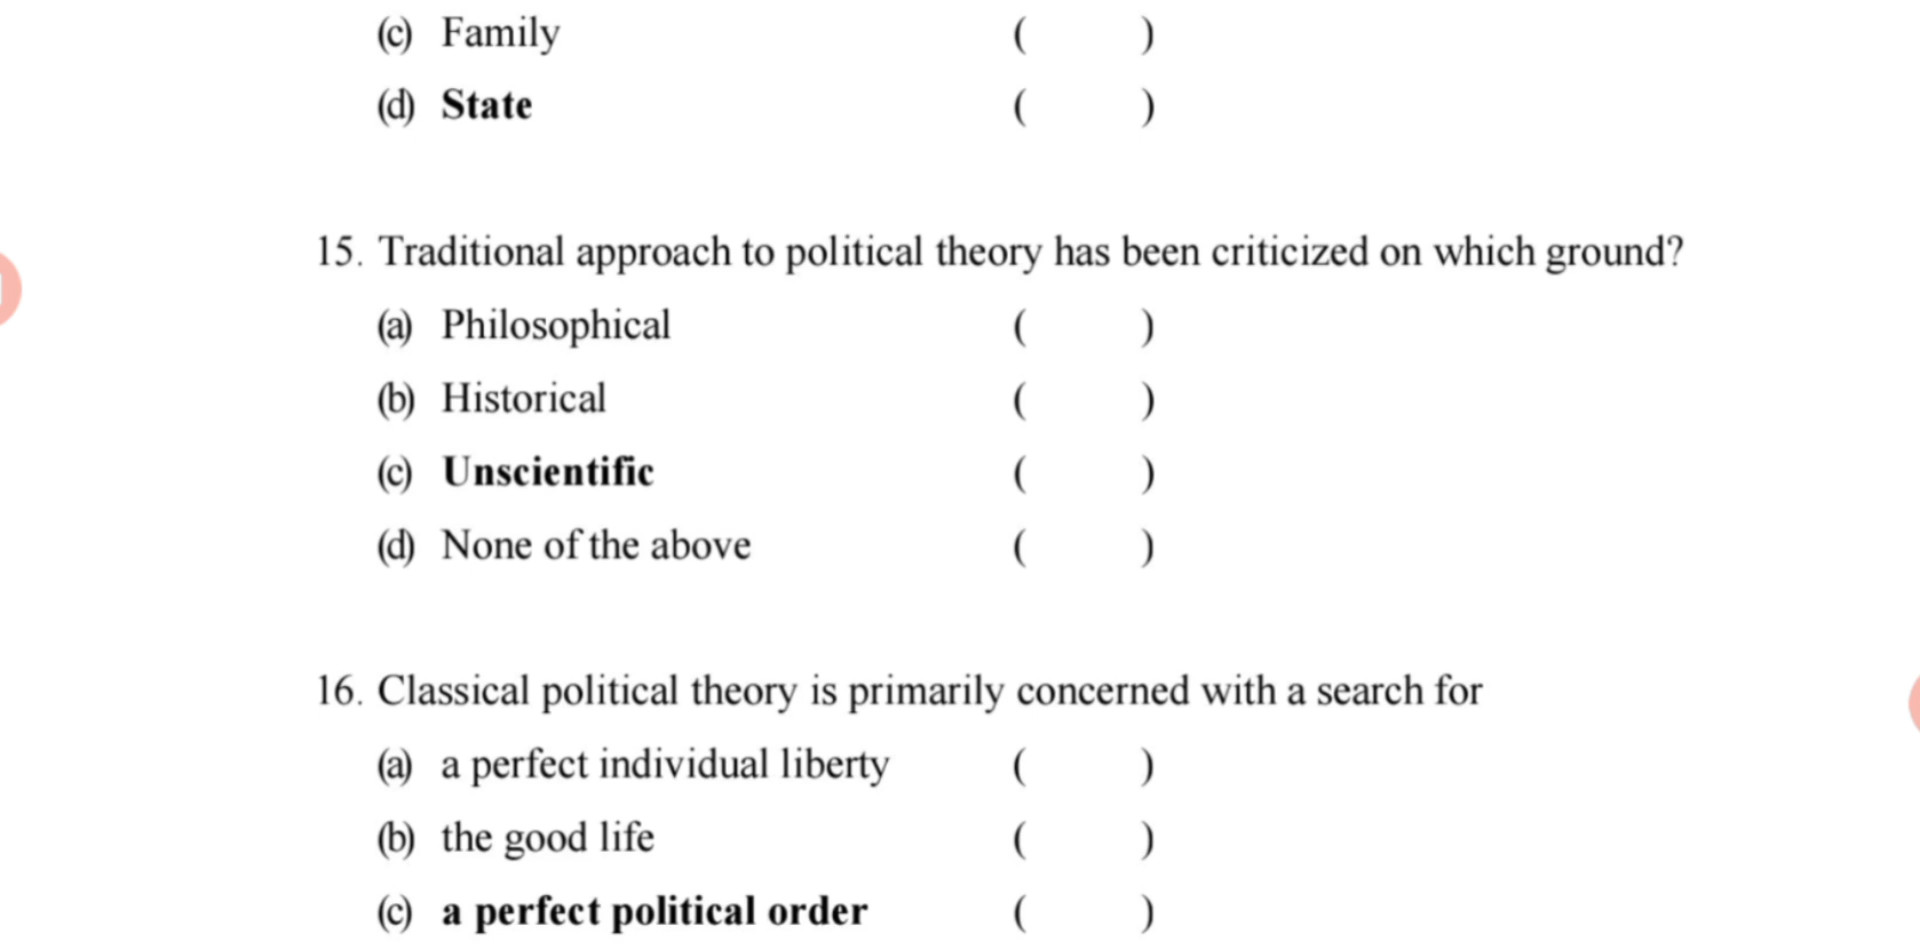 (c) Family ( )
(d) State ( )
15. Traditional approach to political theory has been criticized on which ground?
(a) Philosophical ( )
(b) Historical ( )
(c) Unscientific ( )
(d) None of the above ( )
16. Classical political theory is primarily concerned with a search for
(a) a perfect individual liberty ( )
(b) the good life ( )
(c) a perfect political order ( )